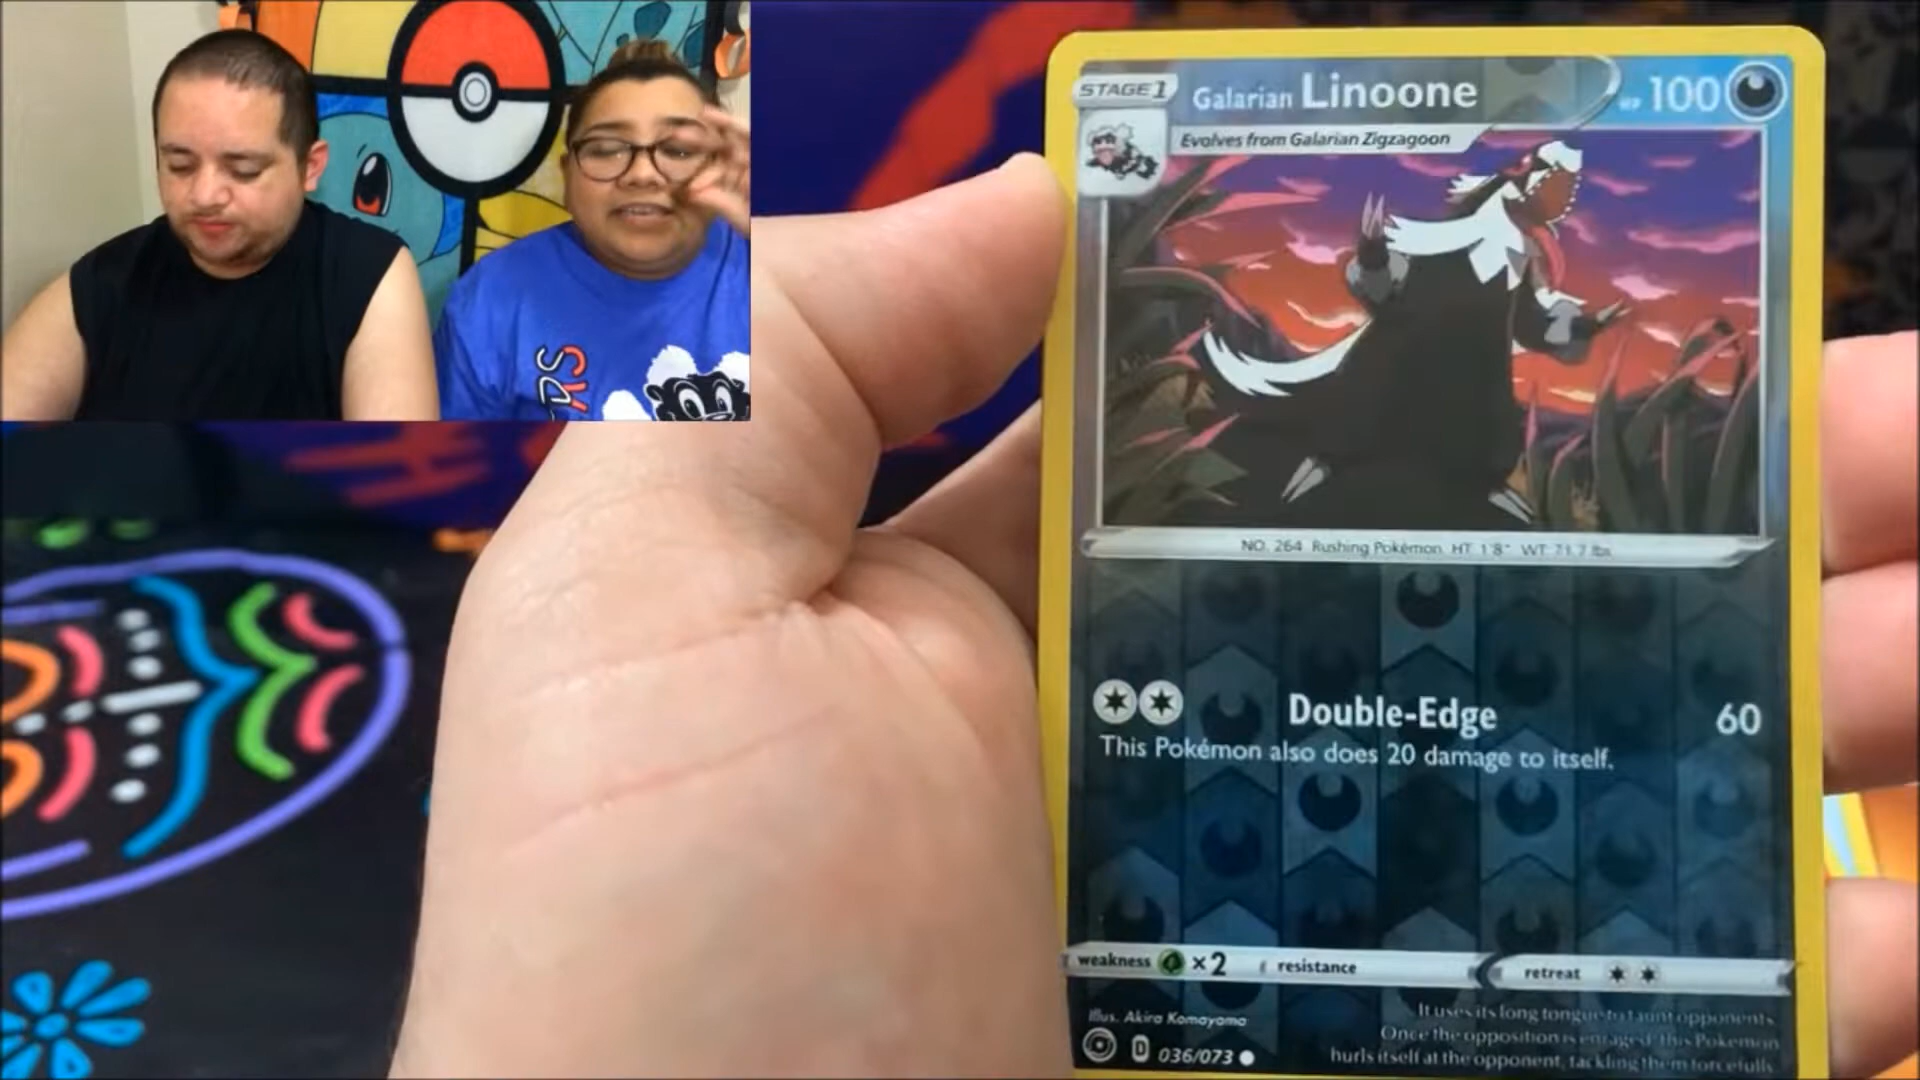 STAGE 1
Galarian Linoone
HP 100
Evolves from Galarian Zigzagoon
NO. 264 Rushing Pokémon HT 1'8" WT 71.7 lbs
Double-Edge 60
This Pokémon also does 20 damage to itself.
weakness ×2 resistance retreat
Illus. Akira Komayama
It uses its long tongue to taunt opponents.
Once the opposition is enraged, this Pokémon
hurls itself at the opponent, tackling them forcefully.
D 036/073